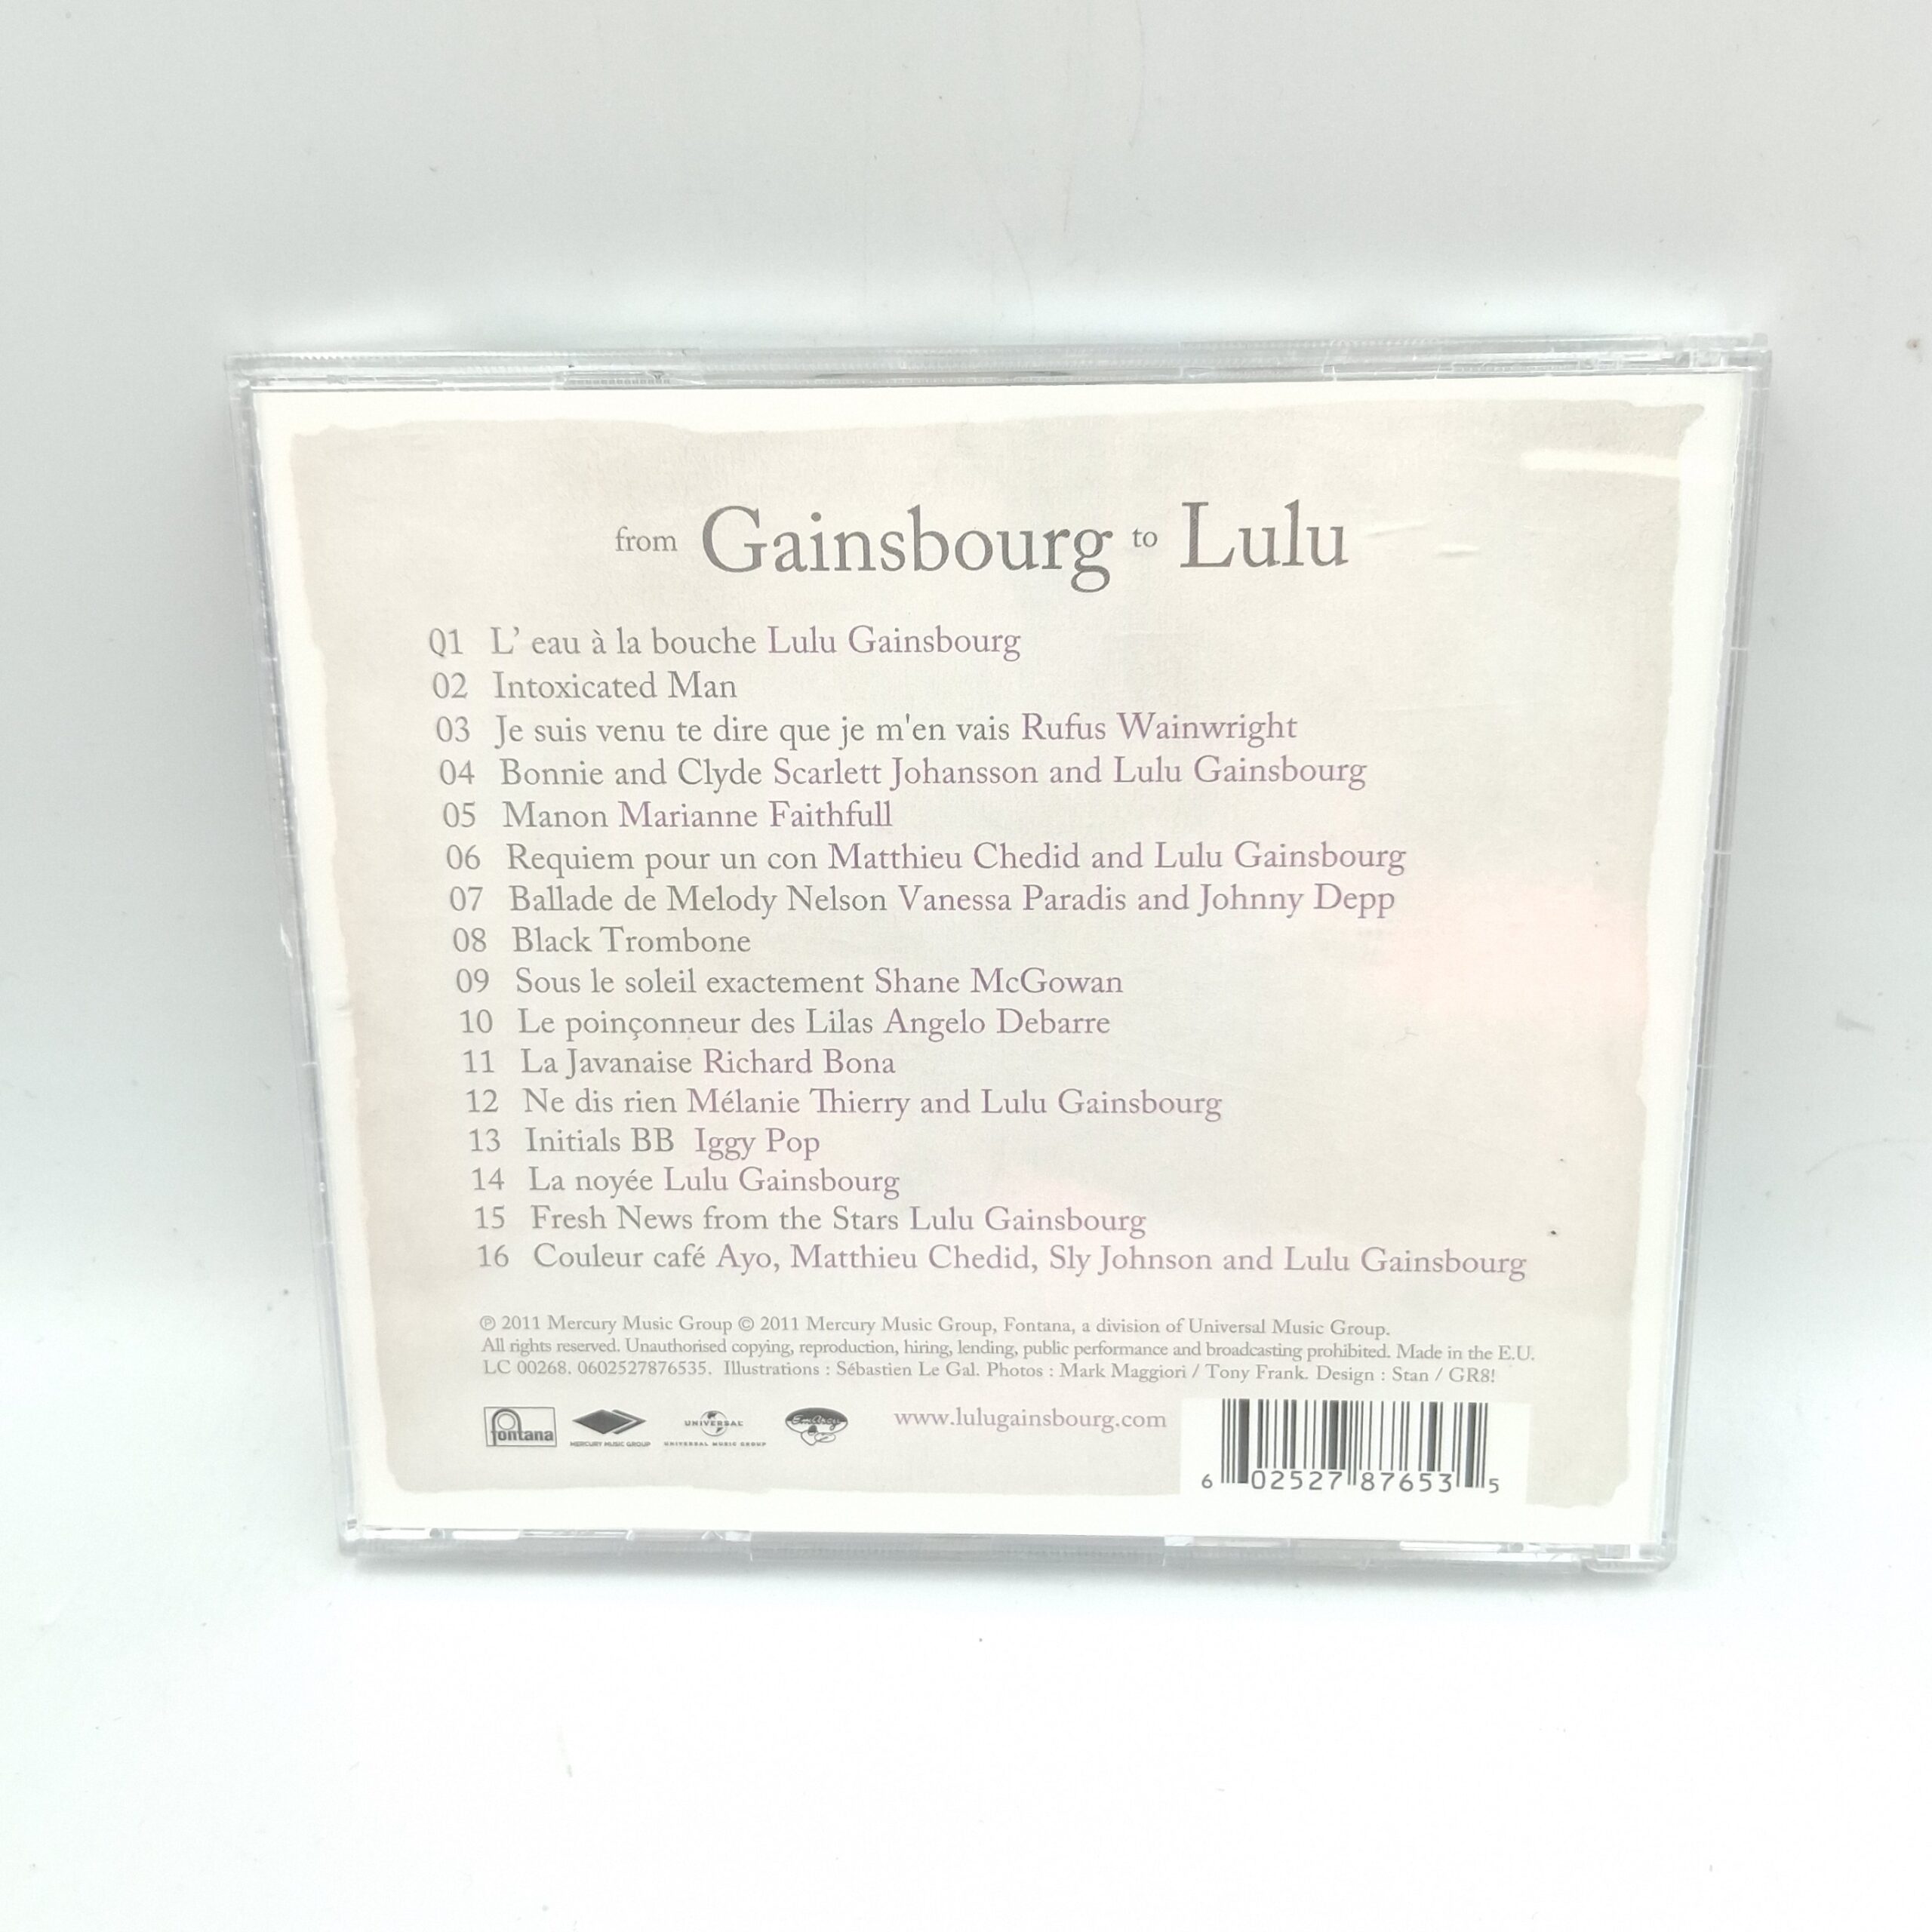 from Gainsbourg to Lulu
01 L' eau à la bouche Lulu Gainsbourg
02 Intoxicated Man
03 Je suis venu te dire que je m'en vais Rufus Wainwright
04 Bonnie and Clyde Scarlett Johansson and Lulu Gainsbourg
05 Manon Marianne Faithfull
06 Requiem pour un con Matthieu Chedid and Lulu Gainsbourg
07 Ballade de Melody Nelson Vanessa Paradis and Johnny Depp
08 Black Trombone
09 Sous le soleil exactement Shane McGowan
10 Le poinçonneur des Lilas Angelo Debarre
11 La Javanaise Richard Bona
12 Ne dis rien Mélanie Thierry and Lulu Gainsbourg
13 Initials BB Iggy Pop
14 La noyée Lulu Gainsbourg
15 Fresh News from the Stars Lulu Gainsbourg
16 Couleur café Ayo, Matthieu Chedid, Sly Johnson and Lulu Gainsbourg
℗ 2011 Mercury Music Group © 2011 Mercury Music Group, Fontana, a division of Universal Music Group.
All rights reserved. Unauthorised copying, reproduction, hiring, lending, public performance and broadcasting prohibited. Made in the E.U.
LC 00268. 0602527876535. Illustrations : Sébastien Le Gal. Photos : Mark Maggiori / Tony Frank. Design : Stan / GR8!
fontana
MERCURY MUSIC GROUP
UNIVERSAL
UNIVERSAL MUSIC GROUP
EmArcy
www.lulugainsbourg.com
6 02527 87653 5